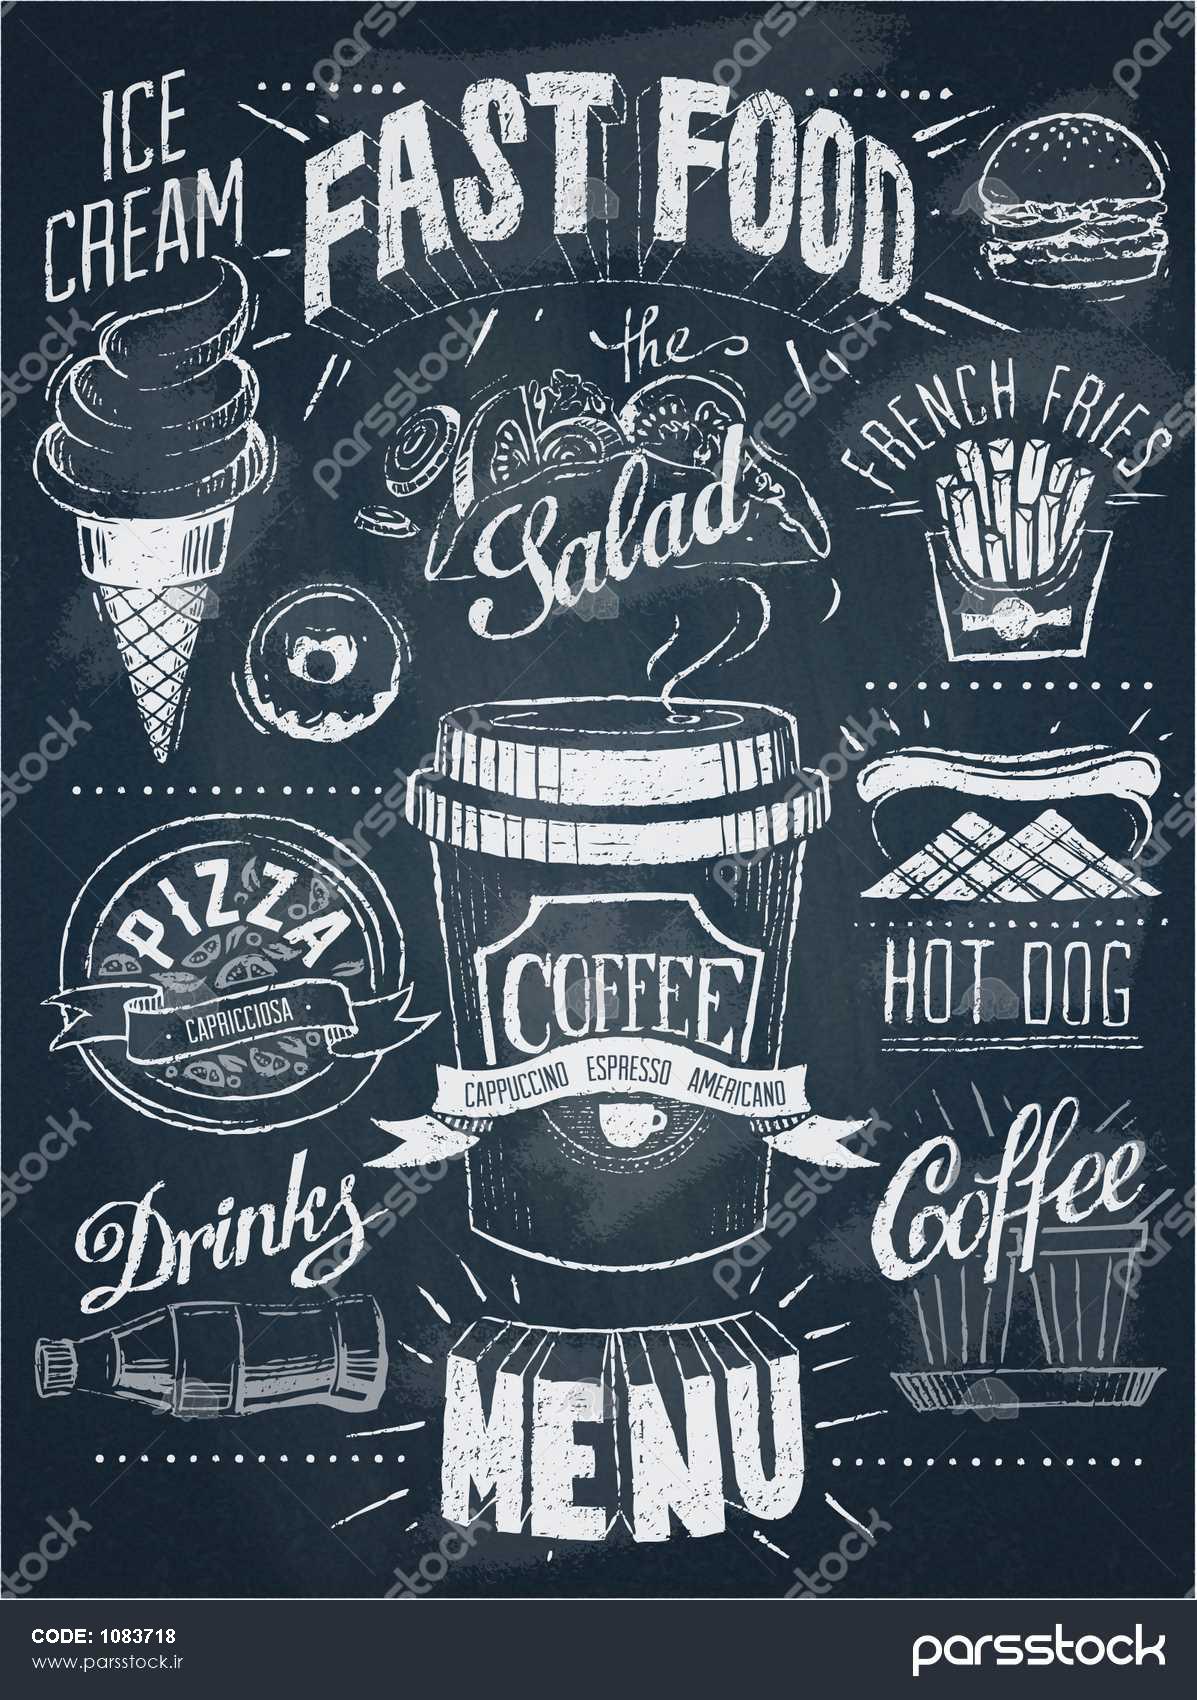 ICE
CREAM
FAST FOOD
the
Salad
FRENCH FRIES
PIZZA
CAPRICCIOSA
COFFEE
CAPPUCCINO ESPRESSO AMERICANO
HOT DOG
Drinks
Coffee
MENU
CODE: 1083718
www.parsstock.ir
parsstock